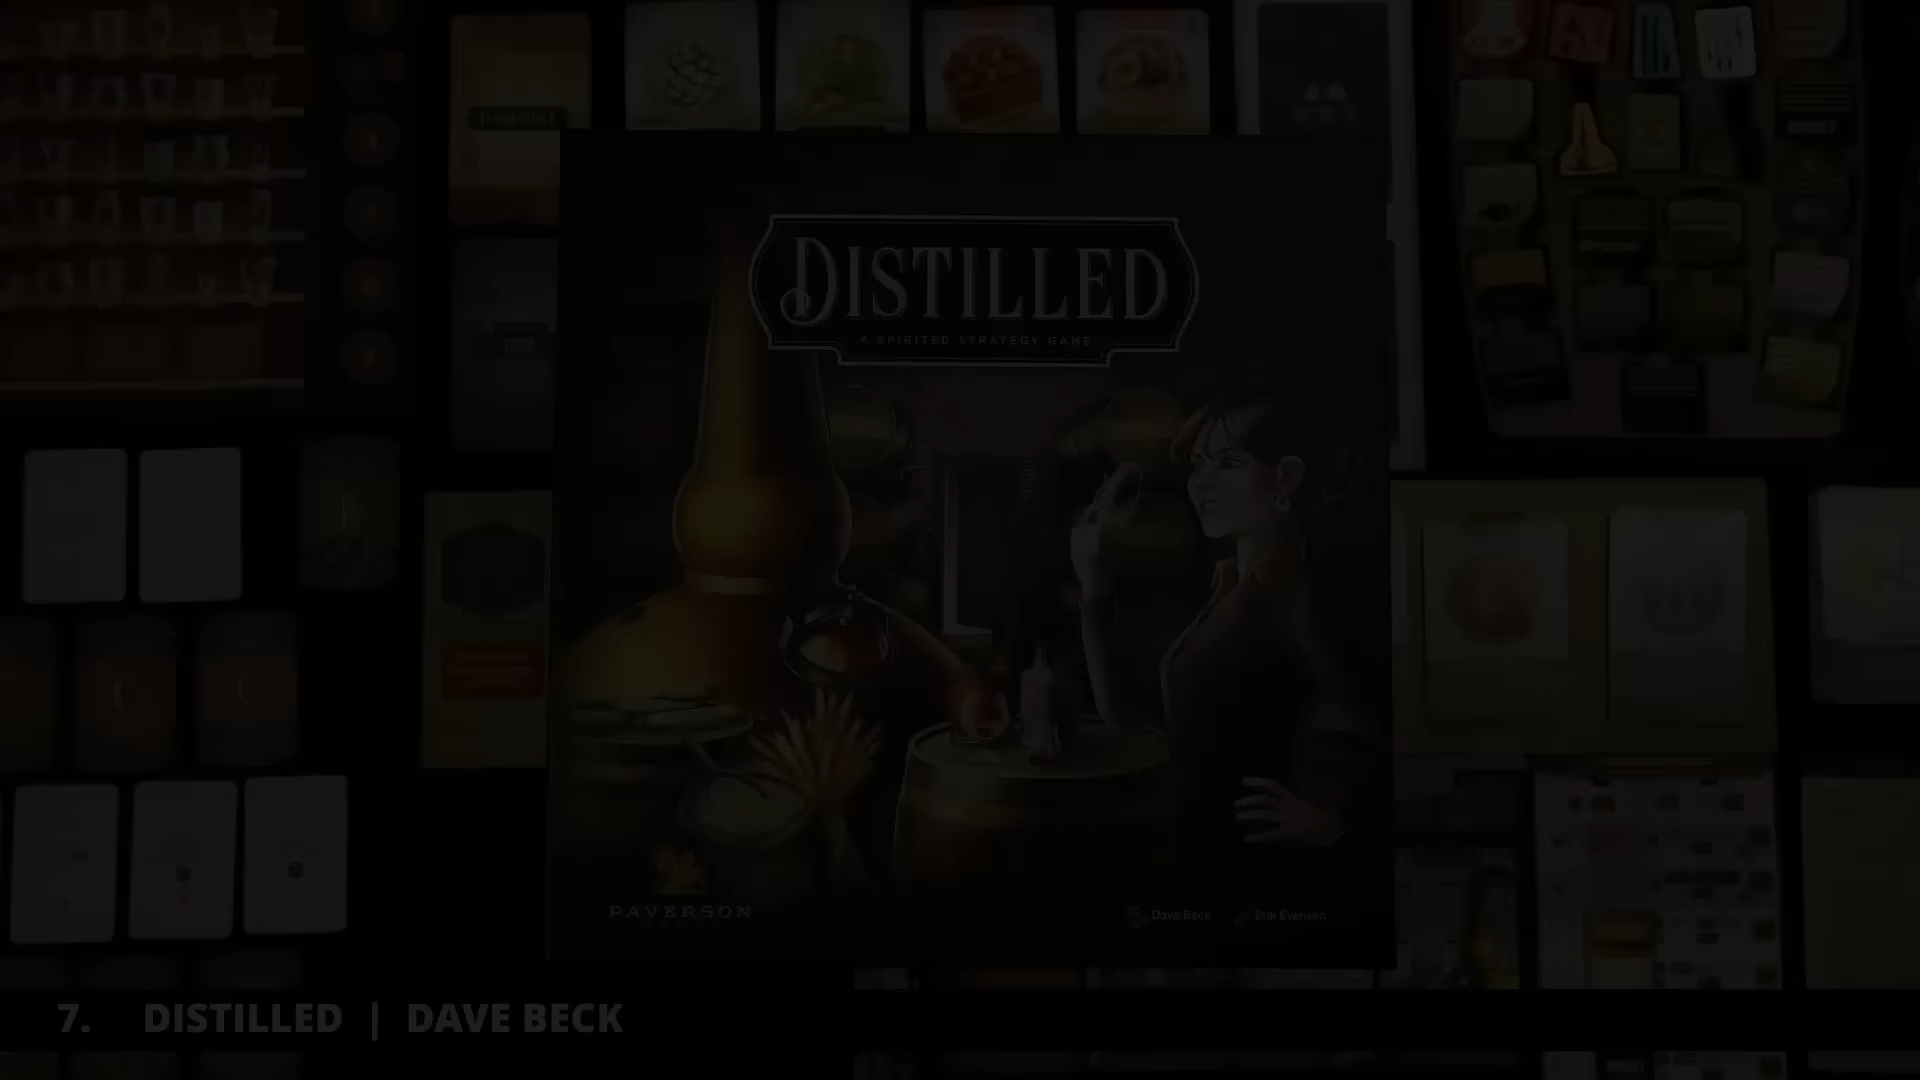 DISTILLED
A SPIRITED STRATEGY GAME
PAVERSON
Dave Beck
Erik Evensen
7. DISTILLED | DAVE BECK